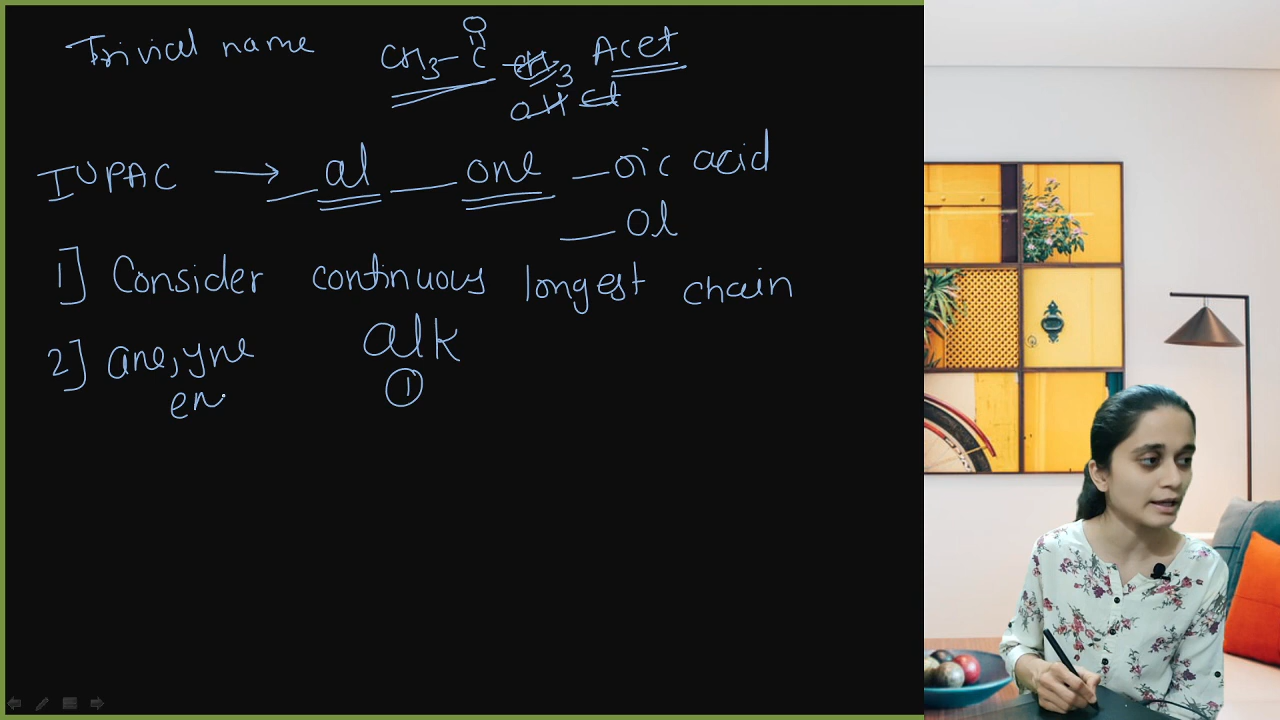 Trivial name CH3-C CH3 Acet
O
OH
IUPAC → _al _one _oic acid
_Ol
1] Consider continuous longest chain
2] ane, yne alk
en. 1